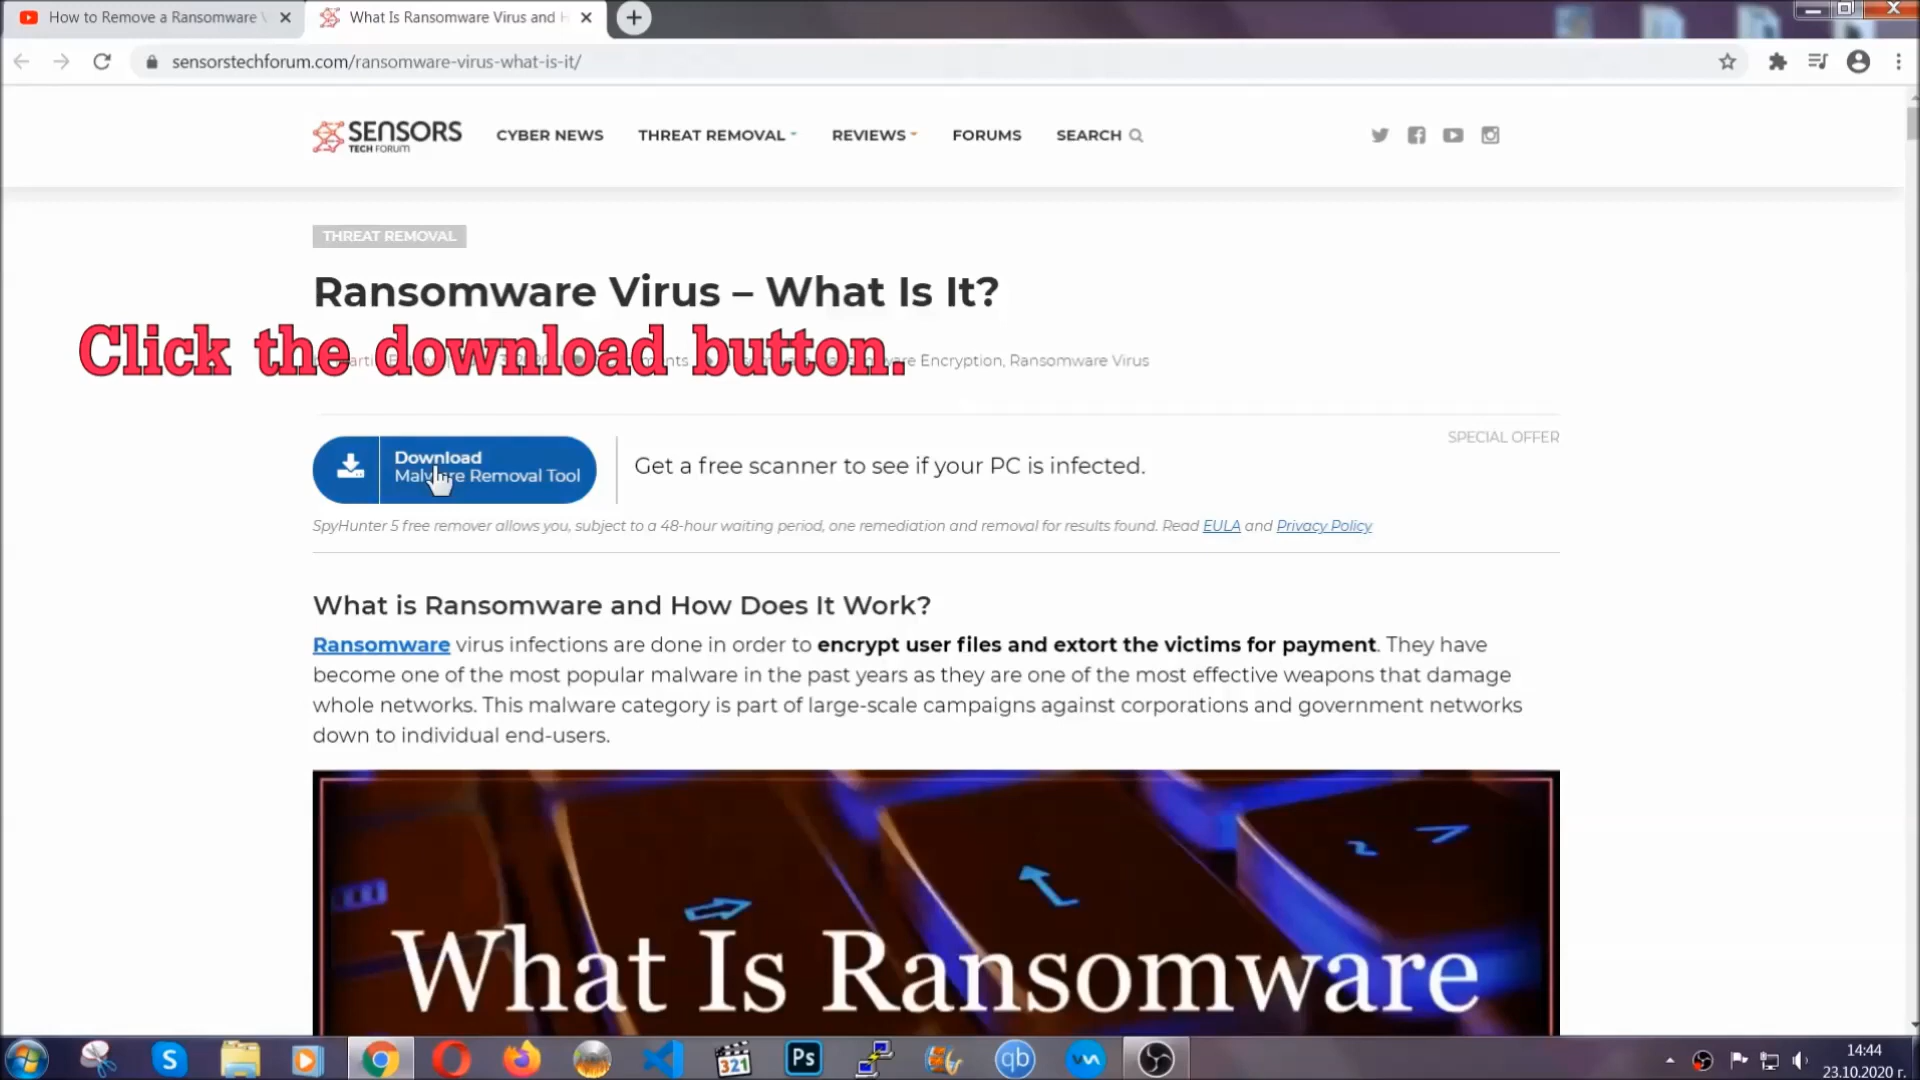 How to Remove a Ransomware V
What Is Ransomware Virus and H
sensorstechforum.com/ransomware-virus-what-is-it/
SENSORS
TECH FORUM
CYBER NEWS
THREAT REMOVAL
REVIEWS
FORUMS
SEARCH
THREAT REMOVAL
Ransomware Virus – What Is It?
Click the download button.
Encryption, Ransomware Virus
SPECIAL OFFER
Download
Malware Removal Tool
Get a free scanner to see if your PC is infected.
SpyHunter 5 free remover allows you, subject to a 48-hour waiting period, one remediation and removal for results found. Read EULA and Privacy Policy
What is Ransomware and How Does It Work?
Ransomware virus infections are done in order to encrypt user files and extort the victims for payment. They have
become one of the most popular malware in the past years as they are one of the most effective weapons that damage
whole networks. This malware category is part of large-scale campaigns against corporations and government networks
down to individual end-users.
What Is Ransomware
S
321
Ps
qb
14:44
23.10.2020 г.